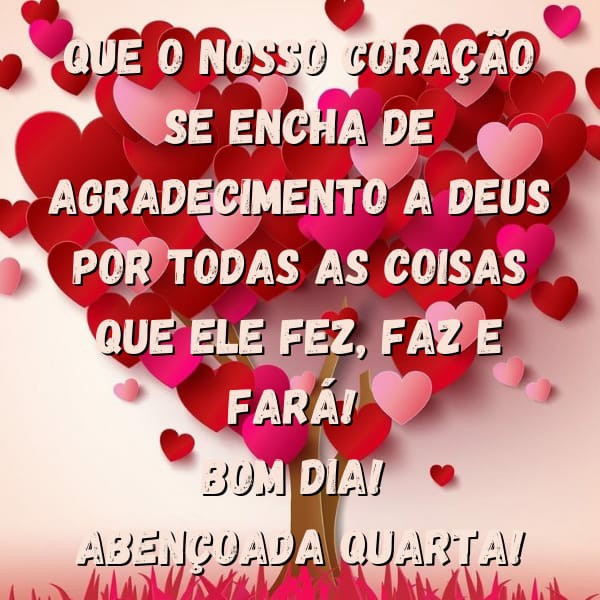 QUE O NOSSO CORAÇÃO
SE ENCHA DE
AGRADECIMENTO A DEUS
POR TODAS AS COISAS
QUE ELE FEZ, FAZ E
FARÁ!
BOM DIA!
ABENÇOADA QUARTA!